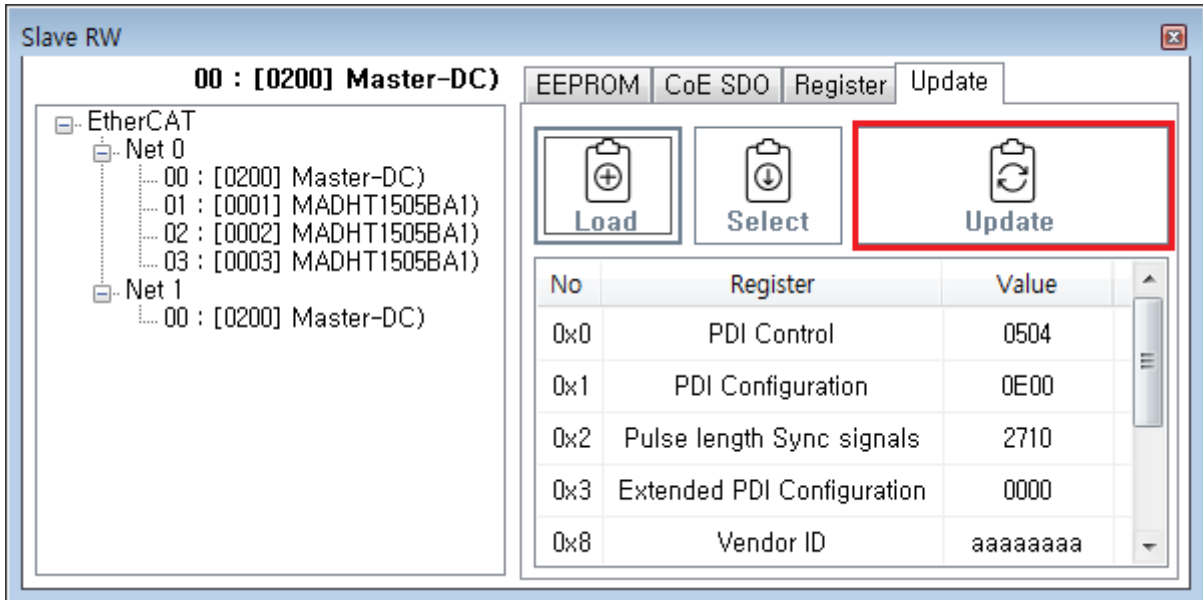 Slave RW
00 : [0200] Master-DC)
EtherCAT
Net 0
00 : [0200] Master-DC)
01 : [0001] MADHT1505BA1)
02 : [0002] MADHT1505BA1)
03 : [0003] MADHT1505BA1)
Net 1
00 : [0200] Master-DC)
EEPROM CoE SDO Register Update
Load Select Update
No Register Value
0x0 PDI Control 0504
0x1 PDI Configuration 0E00
0x2 Pulse length Sync signals 2710
0x3 Extended PDI Configuration 0000
0x8 Vendor ID aaaaaaaa